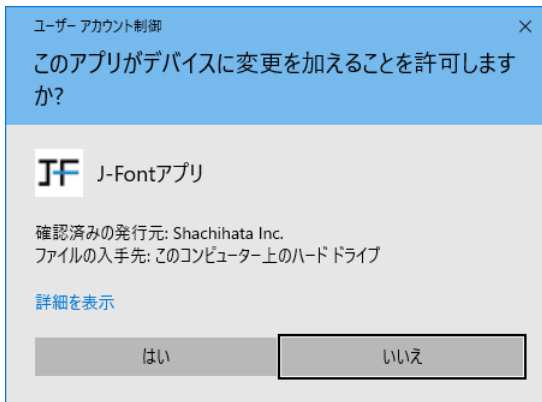 ユーザー アカウント制御
このアプリがデバイスに変更を加えることを許可します
か?
JF J-Fontアプリ
確認済みの発行元: Shachihata Inc.
ファイルの入手先: このコンピューター上のハード ドライブ
詳細を表示
はい いいえ